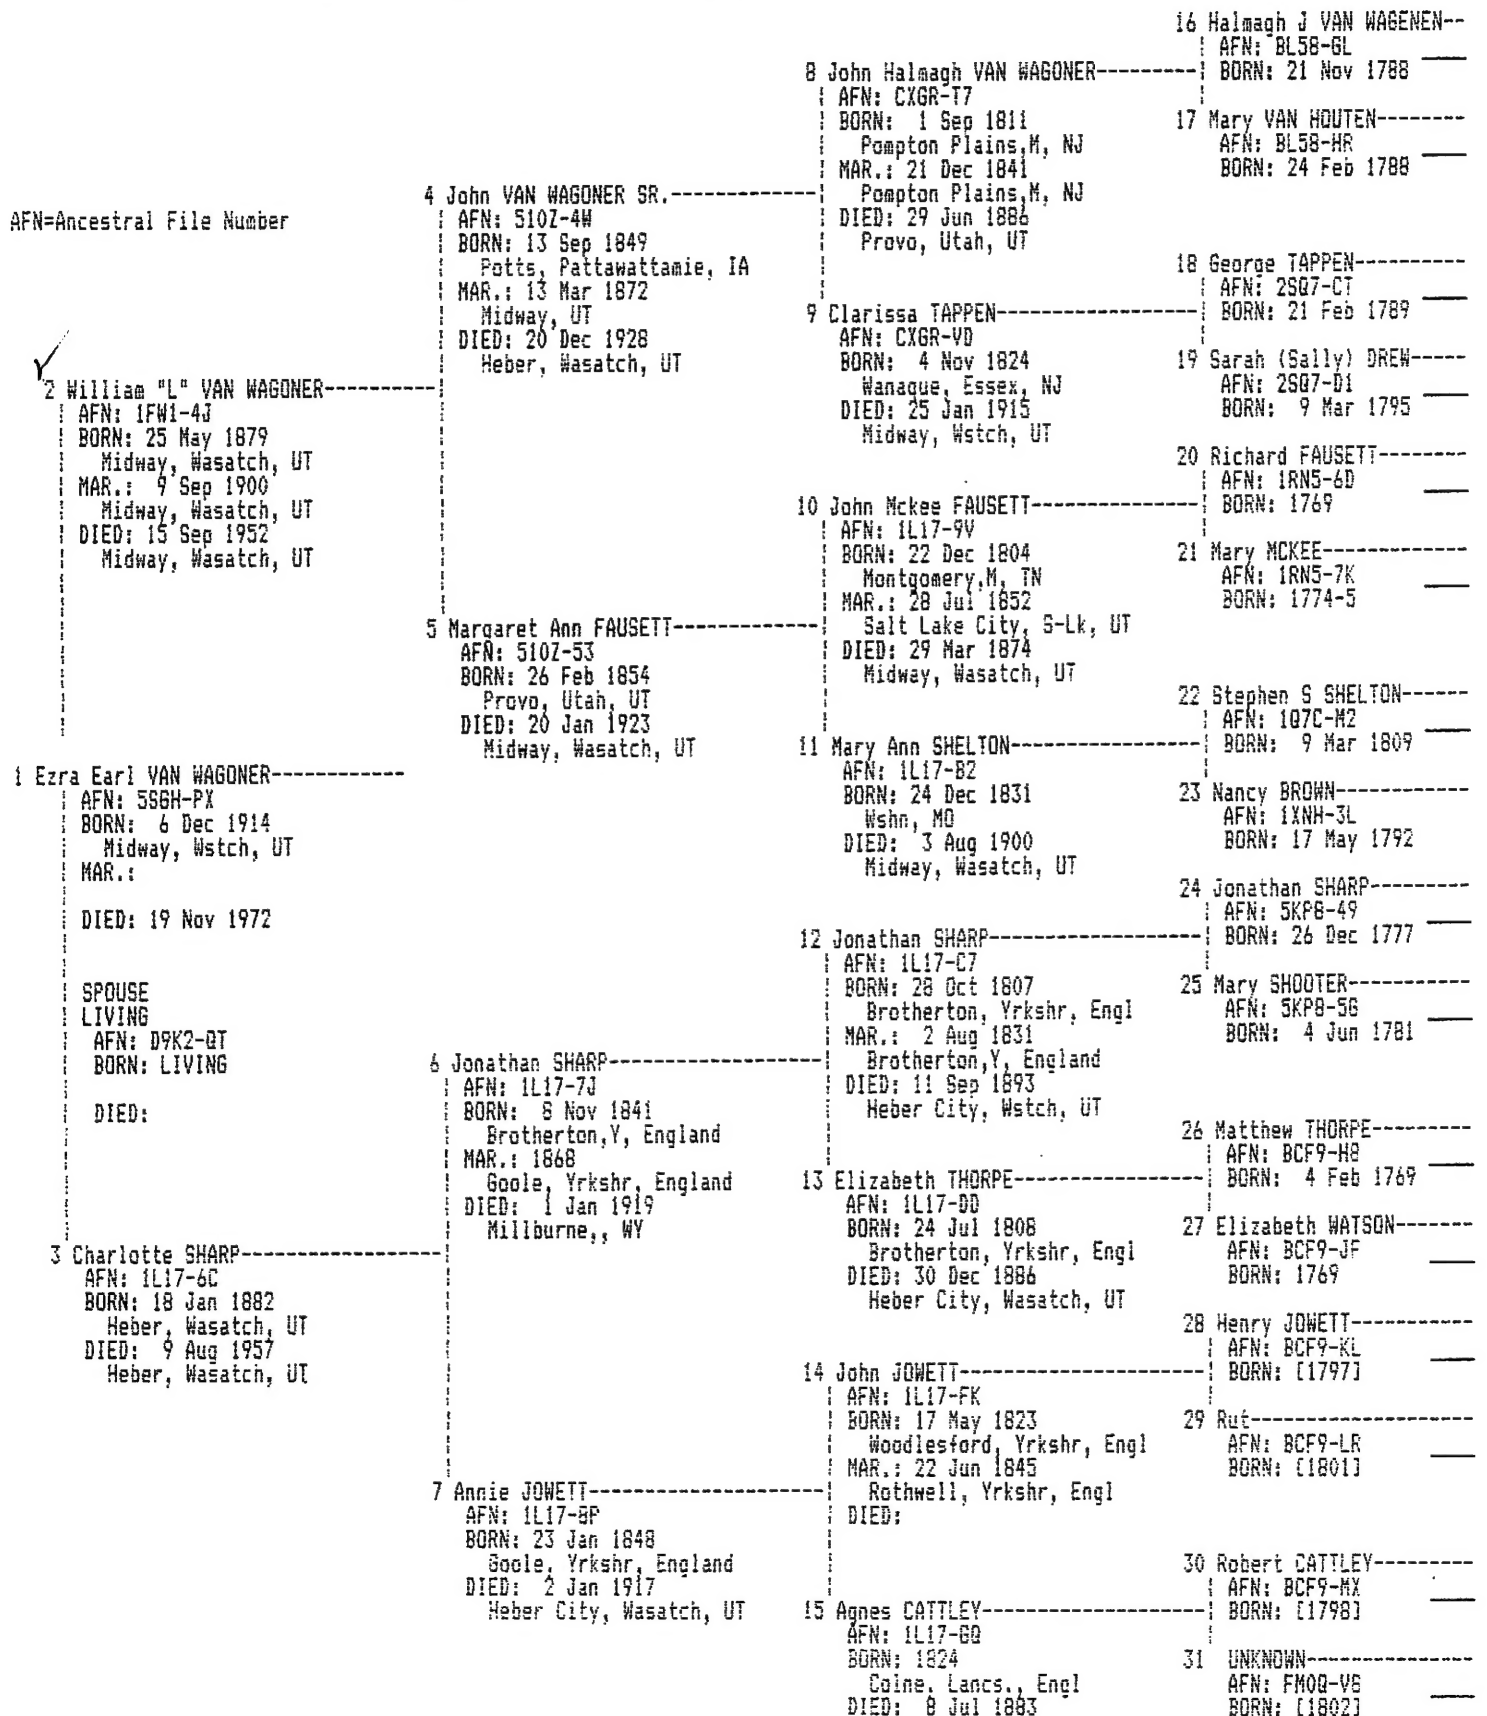 AFN=Ancestral File Number
2 William "L" VAN WAGONER-----------
AFN: 1FW1-4J
BORN: 25 May 1879
Midway, Wasatch, UT
MAR.: 9 Sep 1900
Midway, Wasatch, UT
DIED: 15 Sep 1952
Midway, Wasatch, UT
1 Ezra Earl VAN WAGONER------------
AFN: 5SGH-PX
BORN: 6 Dec 1914
Midway, Wstch, UT
MAR.:
DIED: 19 Nov 1972
SPOUSE
LIVING
AFN: D9K2-QT
BORN: LIVING
DIED:
3 Charlotte SHARP------------------
AFN: 1L17-6C
BORN: 18 Jan 1882
Heber, Wasatch, UT
DIED: 9 Aug 1957
Heber, Wasatch, UT
4 John VAN WAGONER SR.-------------
AFN: 510Z-4W
BORN: 13 Sep 1849
Potts, Pattawattamie, IA
MAR.: 13 Mar 1872
Midway, UT
DIED: 20 Dec 1928
Heber, Wasatch, UT
5 Margaret Ann FAUSETT-------------
AFN: 510Z-53
BORN: 26 Feb 1854
Provo, Utah, UT
DIED: 20 Jan 1923
Midway, Wasatch, UT
6 Jonathan SHARP-------------------
AFN: 1L17-7J
BORN: 8 Nov 1841
Brotherton,Y, England
MAR.: 1868
Goole, Yrkshr, England
DIED: 1 Jan 1919
Millburne,, WY
7 Annie JOWETT---------------------
AFN: 1L17-8P
BORN: 23 Jan 1848
Goole, Yrkshr, England
DIED: 2 Jan 1917
Heber City, Wasatch, UT
8 John Halmagh VAN WAGONER---------
AFN: CXGR-T7
BORN: 1 Sep 1811
Pompton Plains,M, NJ
MAR.: 21 Dec 1841
Pompton Plains,M, NJ
DIED: 29 Jun 1886
Provo, Utah, UT
9 Clarissa TAPPEN------------------
AFN: CXGR-VD
BORN: 4 Nov 1824
Wanaque, Essex, NJ
DIED: 25 Jan 1915
Midway, Wstch, UT
10 John Mckee FAUSETT--------------
AFN: 1L17-9V
BORN: 22 Dec 1804
Montgomery,M, TN
MAR.: 28 Jul 1852
Salt Lake City, S-Lk, UT
DIED: 29 Mar 1874
Midway, Wasatch, UT
11 Mary Ann SHELTON----------------
AFN: 1L17-B2
BORN: 24 Dec 1831
Wshn, MO
DIED: 3 Aug 1900
Midway, Wasatch, UT
12 Jonathan SHARP------------------
AFN: 1L17-C7
BORN: 28 Oct 1807
Brotherton, Yrkshr, Engl
MAR.: 2 Aug 1831
Brotherton,Y, England
DIED: 11 Sep 1893
Heber City, Wstch, UT
13 Elizabeth THORPE----------------
AFN: 1L17-DD
BORN: 24 Jul 1808
Brotherton, Yrkshr, Engl
DIED: 30 Dec 1886
Heber City, Wasatch, UT
14 John JOWETT---------------------
AFN: 1L17-FK
BORN: 17 May 1823
Woodlesford, Yrkshr, Engl
MAR.: 22 Jun 1845
Rothwell, Yrkshr, Engl
DIED:
15 Agnes CATTLEY-------------------
AFN: 1L17-GQ
BORN: 1824
Colne, Lancs., Engl
DIED: 8 Jul 1883
16 Halmagh J VAN WAGENEN--
AFN: BL58-GL
BORN: 21 Nov 1788
17 Mary VAN HOUTEN--------
AFN: BL58-HR
BORN: 24 Feb 1788
18 George TAPPEN----------
AFN: 2SQ7-CT
BORN: 21 Feb 1789
19 Sarah (Sally) DREW-----
AFN: 2SQ7-D1
BORN: 9 Mar 1795
20 Richard FAUSETT--------
AFN: 1RN5-6D
BORN: 1769
21 Mary MCKEE-------------
AFN: 1RN5-7K
BORN: 1774-5
22 Stephen S SHELTON------
AFN: 1Q7C-M2
BORN: 9 Mar 1809
23 Nancy BROWN------------
AFN: 1XNH-3L
BORN: 17 May 1792
24 Jonathan SHARP---------
AFN: 5KP8-49
BORN: 26 Dec 1777
25 Mary SHOOTER-----------
AFN: 5KP8-5G
BORN: 4 Jun 1781
26 Matthew THORPE---------
AFN: BCF9-H8
BORN: 4 Feb 1769
27 Elizabeth WATSON-------
AFN: BCF9-JF
BORN: 1769
28 Henry JOWETT-----------
AFN: BCF9-KL
BORN: [1797]
29 Rut--------------------
AFN: BCF9-LR
BORN: [1801]
30 Robert CATTLEY---------
AFN: BCF9-MX
BORN: [1798]
31 UNKNOWN---------------
AFN: FM0Q-V6
BORN: [1802]